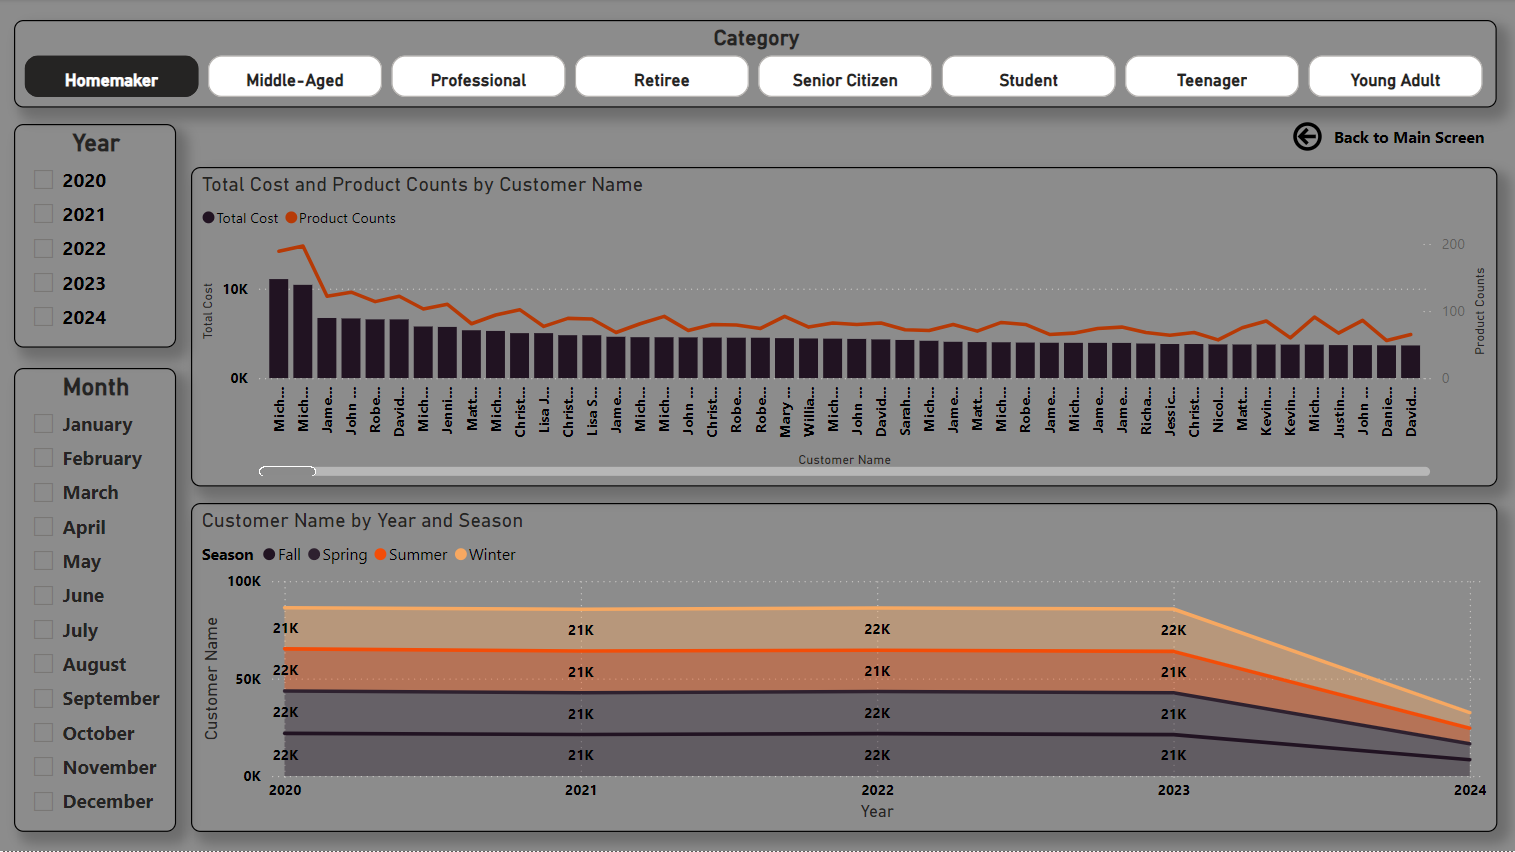 Category
Homemaker Middle-Aged Professional Retiree Senior Citizen Student Teenager Young Adult
Year
2020
2021
2022
2023
2024
Month
January
February
March
April
May
June
July
August
September
October
November
December
Back to Main Screen
Total Cost and Product Counts by Customer Name
Total Cost Product Counts
Total Cost
10K
0K
200
100
0
Product Counts
Mich... Mich... Jame... John ... Robe... David... Mich... Jenni... Matt... Mich... Christ... Lisa J... Christ... Lisa S... Jame... Mich... Mich... John ... Christ... Robe... Robe... Mary ... Willia... Mich... John ... David... Sarah... Mich... Jame... Matt... Mich... Robe... Jame... Mich... Jame... Jame... Richa... Jessic... Christ... Nicol... Matt... Kevin... Kevin... Mich... Justin... John ... Danie... David...
Customer Name
Customer Name by Year and Season
Season Fall Spring Summer Winter
Customer Name
100K
50K
0K
21K 21K 22K 22K
22K 21K 21K 21K
22K 21K 22K 21K
22K 21K 22K 21K
2020 2021 2022 2023 2024
Year